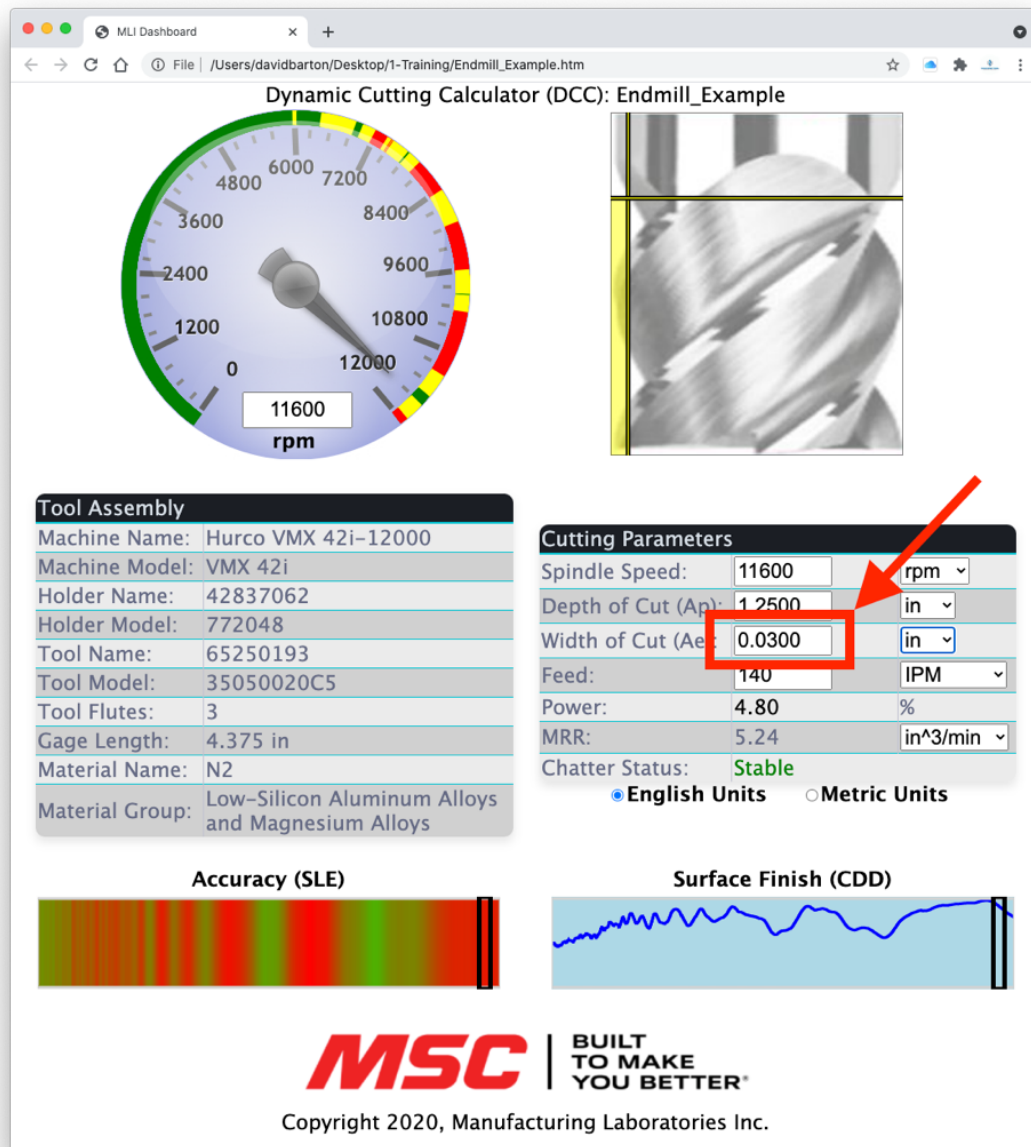 MLI Dashboard
File | /Users/davidbarton/Desktop/1-Training/Endmill_Example.htm
Dynamic Cutting Calculator (DCC): Endmill_Example
0
1200
2400
3600
4800
6000
7200
8400
9600
10800
12000
11600
rpm
Tool Assembly
Machine Name: Hurco VMX 42i-12000
Machine Model: VMX 42i
Holder Name: 42837062
Holder Model: 772048
Tool Name: 65250193
Tool Model: 35050020C5
Tool Flutes: 3
Gage Length: 4.375 in
Material Name: N2
Material Group: Low-Silicon Aluminum Alloys
and Magnesium Alloys
Cutting Parameters
Spindle Speed: 11600 rpm
Depth of Cut (Ap): 1.2500 in
Width of Cut (Ae 0.0300 in
Feed: 140 IPM
Power: 4.80 %
MRR: 5.24 in^3/min
Chatter Status: Stable
English Units Metric Units
Accuracy (SLE)
Surface Finish (CDD)
MSC
BUILT
TO MAKE
YOU BETTER®
Copyright 2020, Manufacturing Laboratories Inc.